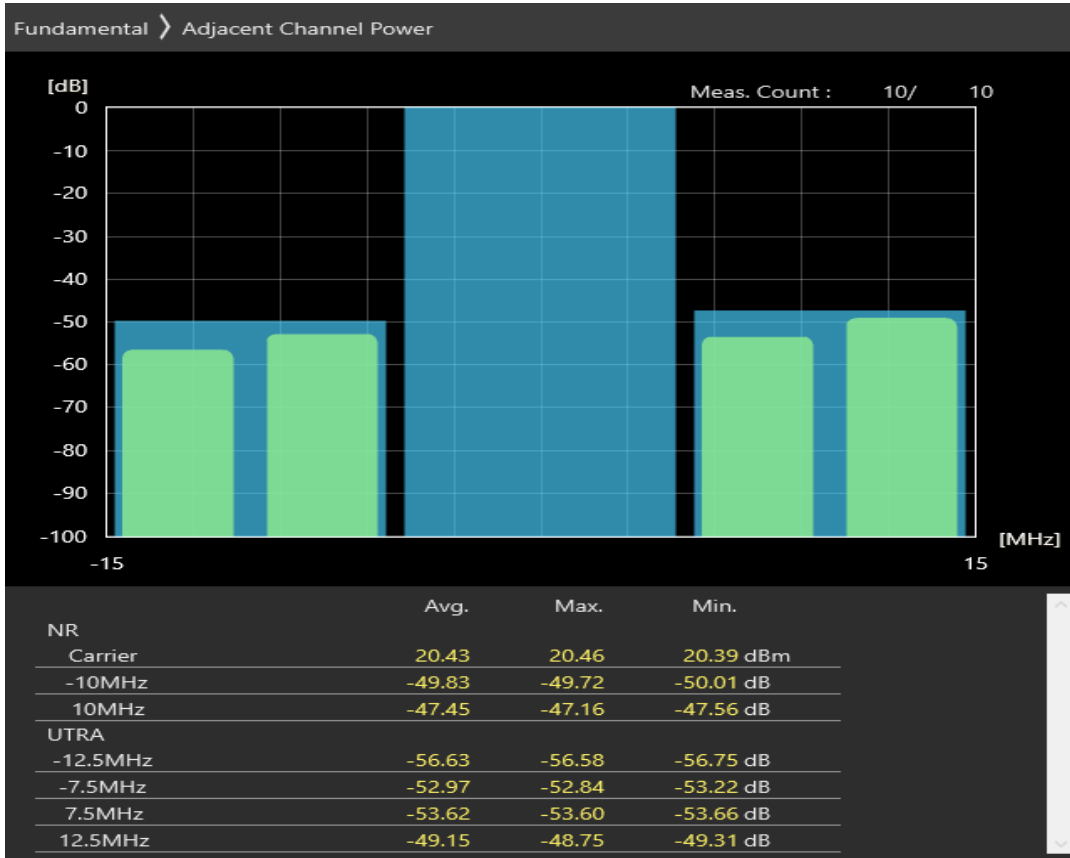 Fundamental ❯ Adjacent Channel Power
[dB]
Meas. Count : 10/ 10
0
-10
-20
-30
-40
-50
-60
-70
-80
-90
-100
[MHz]
-15 15
Avg. Max. Min.
NR
Carrier 20.43 20.46 20.39 dBm
-10MHz -49.83 -49.72 -50.01 dB
10MHz -47.45 -47.16 -47.56 dB
UTRA
-12.5MHz -56.63 -56.58 -56.75 dB
-7.5MHz -52.97 -52.84 -53.22 dB
7.5MHz -53.62 -53.60 -53.66 dB
12.5MHz -49.15 -48.75 -49.31 dB